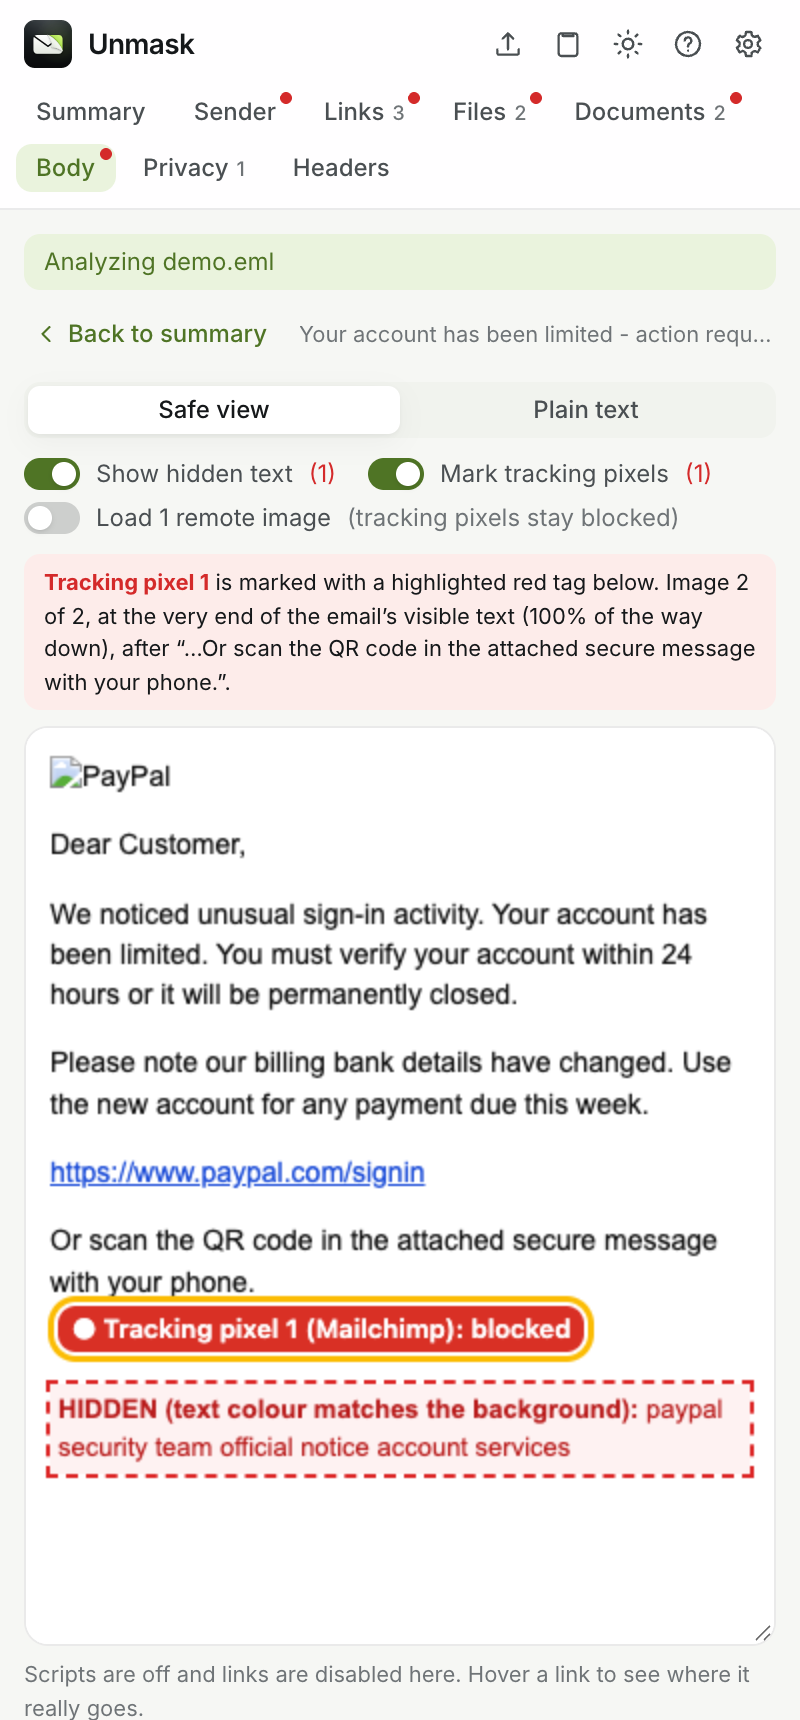 Unmask
Summary
Sender
Links 3
Files 2
Documents 2
Body
Privacy 1
Headers
Analyzing demo.eml
Back to summary
Your account has been limited - action requ...
Safe view
Plain text
Show hidden text (1)
Mark tracking pixels (1)
Load 1 remote image (tracking pixels stay blocked)
Tracking pixel 1 is marked with a highlighted red tag below. Image 2
of 2, at the very end of the email’s visible text (100% of the way
down), after “...Or scan the QR code in the attached secure message
with your phone.”.
PayPal
Dear Customer,
We noticed unusual sign-in activity. Your account has
been limited. You must verify your account within 24
hours or it will be permanently closed.
Please note our billing bank details have changed. Use
the new account for any payment due this week.
https://www.paypal.com/signin
Or scan the QR code in the attached secure message
with your phone.
Tracking pixel 1 (Mailchimp): blocked
HIDDEN (text colour matches the background): paypal
security team official notice account services
Scripts are off and links are disabled here. Hover a link to see where it
really goes.